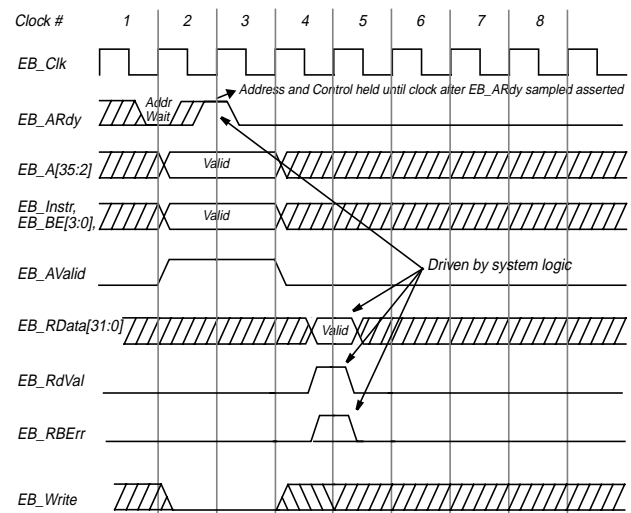 Clock # 1 2 3 4 5 6 7 8
EB_Clk
Address and Control held until clock after EB_ARdy sampled asserted
Addr
Wait
EB_ARdy
EB_A[35:2]
Valid
EB_Instr,
EB_BE[3:0],
Valid
EB_AValid
Driven by system logic
EB_RData[31:0]
Valid
EB_RdVal
EB_RBErr
EB_Write